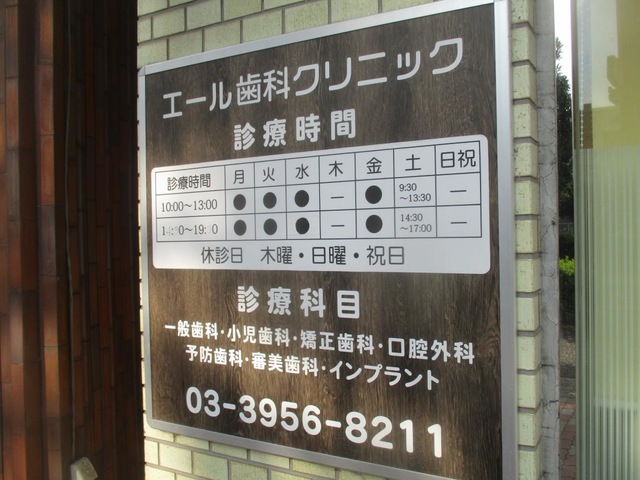 エール歯科クリニック
診療時間
診療時間 月 火 水 木 金 土 日祝
10:00～13:00 ● ● ● — ● 9:30～13:30 —
● ● ● — ● 14:30～17:00 —
休診日 木曜・日曜・祝日
診療科目
一般歯科・小児歯科・矯正歯科・口腔外科
予防歯科・審美歯科・インプラント
03-3956-8211